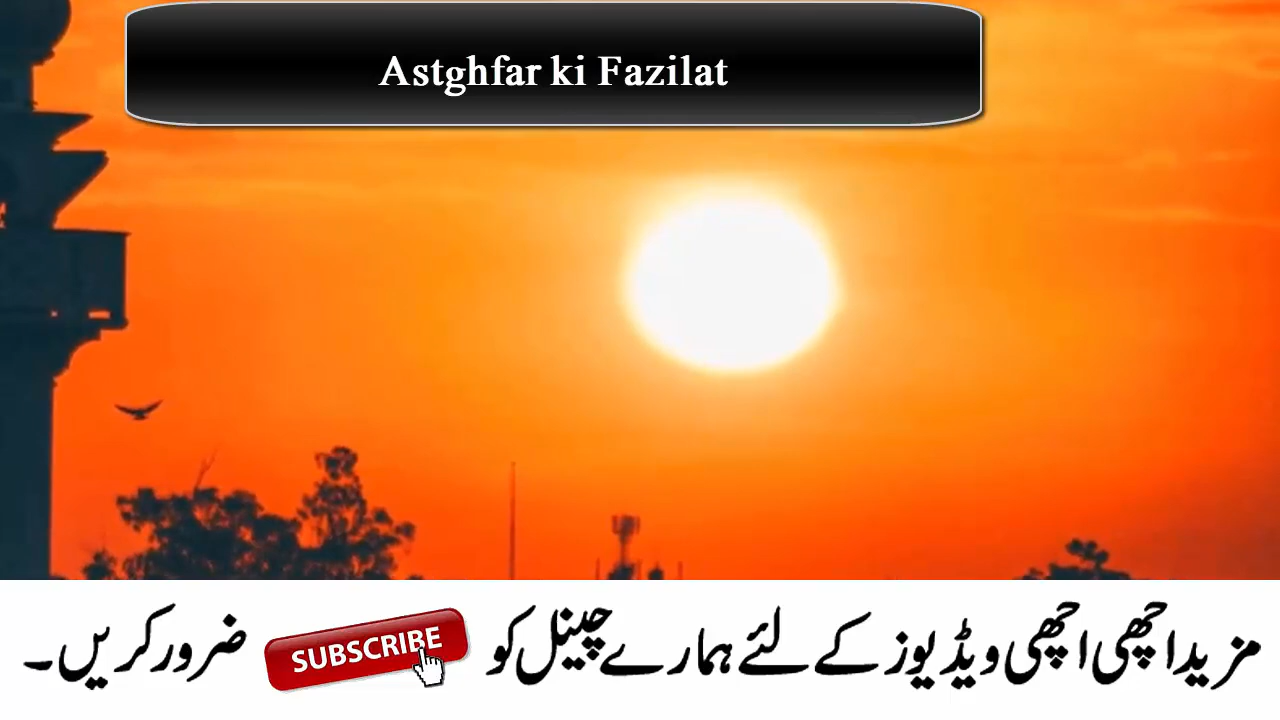 Astghfar ki Fazilat
مزید اچھی اچھی ویڈیوز کے لئے ہمارے چینل کو SUBSCRIBE ضرور کریں۔